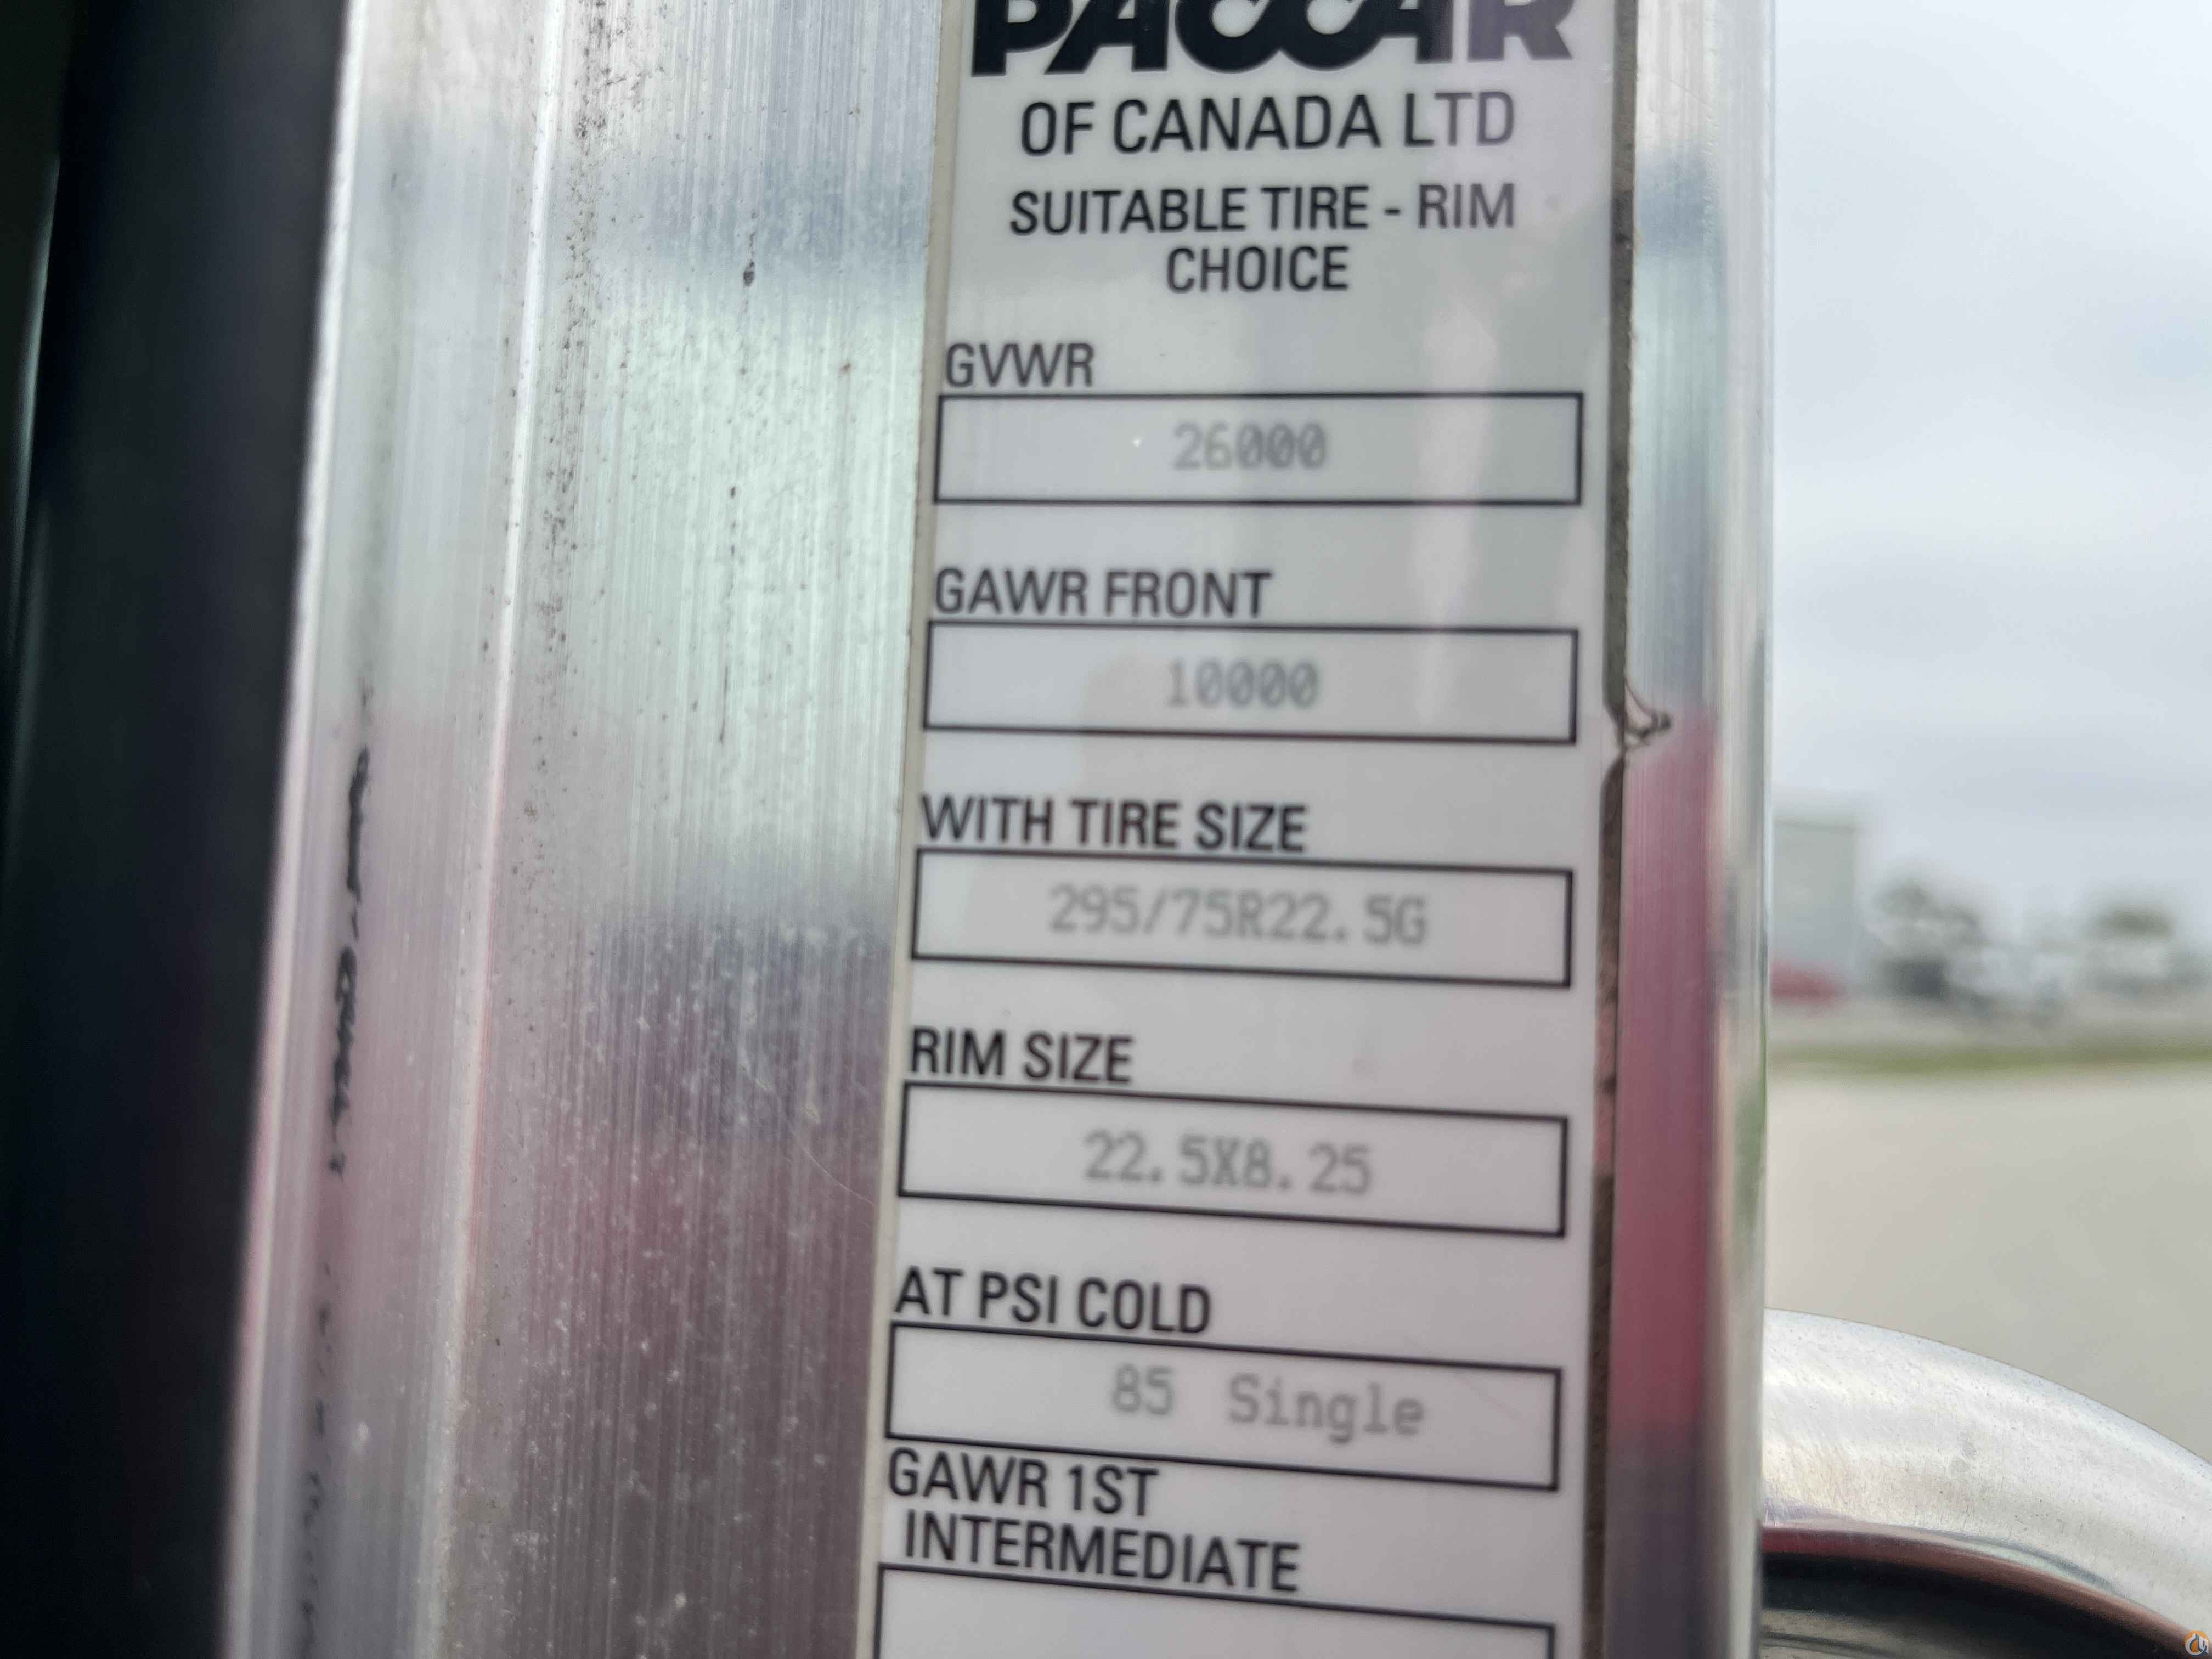 PACCAR
OF CANADA LTD
SUITABLE TIRE - RIM
CHOICE
GVWR
26000
GAWR FRONT
10000
WITH TIRE SIZE
295/75R22.5G
RIM SIZE
22.5X8.25
AT PSI COLD
85 Single
GAWR 1ST
INTERMEDIATE